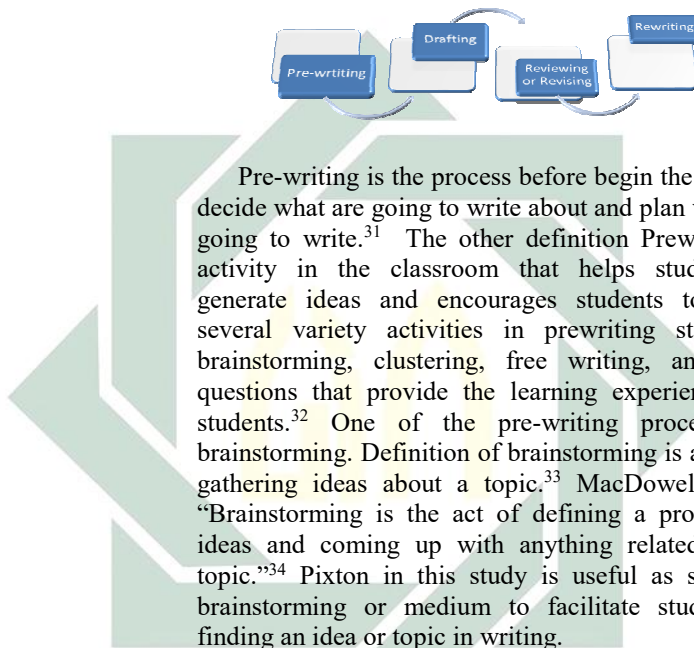 Pre-wrtiting
Drafting
Reviewing
or Revising
Rewriting
Pre-writing is the process before begin the
decide what are going to write about and plan
going to write.31 The other definition Prew
activity in the classroom that helps stud
generate ideas and encourages students to
several variety activities in prewriting st
brainstorming, clustering, free writing, an
questions that provide the learning experien
students.32 One of the pre-writing proce
brainstorming. Definition of brainstorming is a
gathering ideas about a topic.33 MacDowel
“Brainstorming is the act of defining a pro
ideas and coming up with anything related
topic.”34 Pixton in this study is useful as s
brainstorming or medium to facilitate stud
finding an idea or topic in writing.